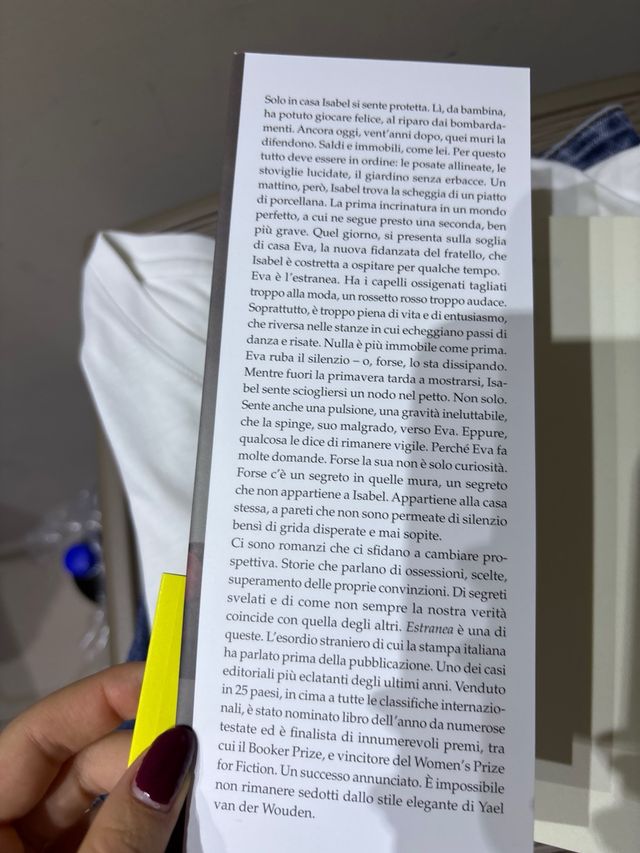 Solo in casa Isabel si sente protetta. Lì, da bambina,
ha potuto giocare felice, al riparo dai bombarda-
menti. Ancora oggi, vent'anni dopo, quei muri la
difendono. Saldi e immobili, come lei. Per questo
tutto deve essere in ordine: le posate allineate, le
stoviglie lucidate, il giardino senza erbacce. Un
mattino, però, Isabel trova la scheggia di un piatto
di porcellana. La prima incrinatura in un mondo
perfetto, a cui ne segue presto una seconda, ben
più grave. Quel giorno, si presenta sulla soglia
di casa Eva, la nuova fidanzata del fratello, che
Isabel è costretta a ospitare per qualche tempo.
Eva è l'estranea. Ha i capelli ossigenati tagliati
troppo alla moda, un rossetto rosso troppo audace.
Soprattutto, è troppo piena di vita e di entusiasmo,
che riversa nelle stanze in cui echeggiano passi di
danza e risate. Nulla è più immobile come prima.
Eva ruba il silenzio – o, forse, lo sta dissipando.
Mentre fuori la primavera tarda a mostrarsi, Isa-
bel sente sciogliersi un nodo nel petto. Non solo.
Sente anche una pulsione, una gravità ineluttabile,
che la spinge, suo malgrado, verso Eva. Eppure,
qualcosa le dice di rimanere vigile. Perché Eva fa
molte domande. Forse la sua non è solo curiosità.
Forse c'è un segreto in quelle mura, un segreto
che non appartiene a Isabel. Appartiene alla casa
stessa, a pareti che non sono permeate di silenzio
bensì di grida disperate e mai sopite.
Ci sono romanzi che ci sfidano a cambiare pro-
spettiva. Storie che parlano di ossessioni, scelte,
superamento delle proprie convinzioni. Di segreti
svelati e di come non sempre la nostra verità
coincide con quella degli altri. Estranea è una di
queste. L'esordio straniero di cui la stampa italiana
ha parlato prima della pubblicazione. Uno dei casi
editoriali più eclatanti degli ultimi anni. Venduto
in 25 paesi, in cima a tutte le classifiche internazio-
nali, è stato nominato libro dell'anno da numerose
testate ed è finalista di innumerevoli premi, tra
cui il Booker Prize, e vincitore del Women's Prize
for Fiction. Un successo annunciato. È impossibile
non rimanere sedotti dallo stile elegante di Yael
van der Wouden.